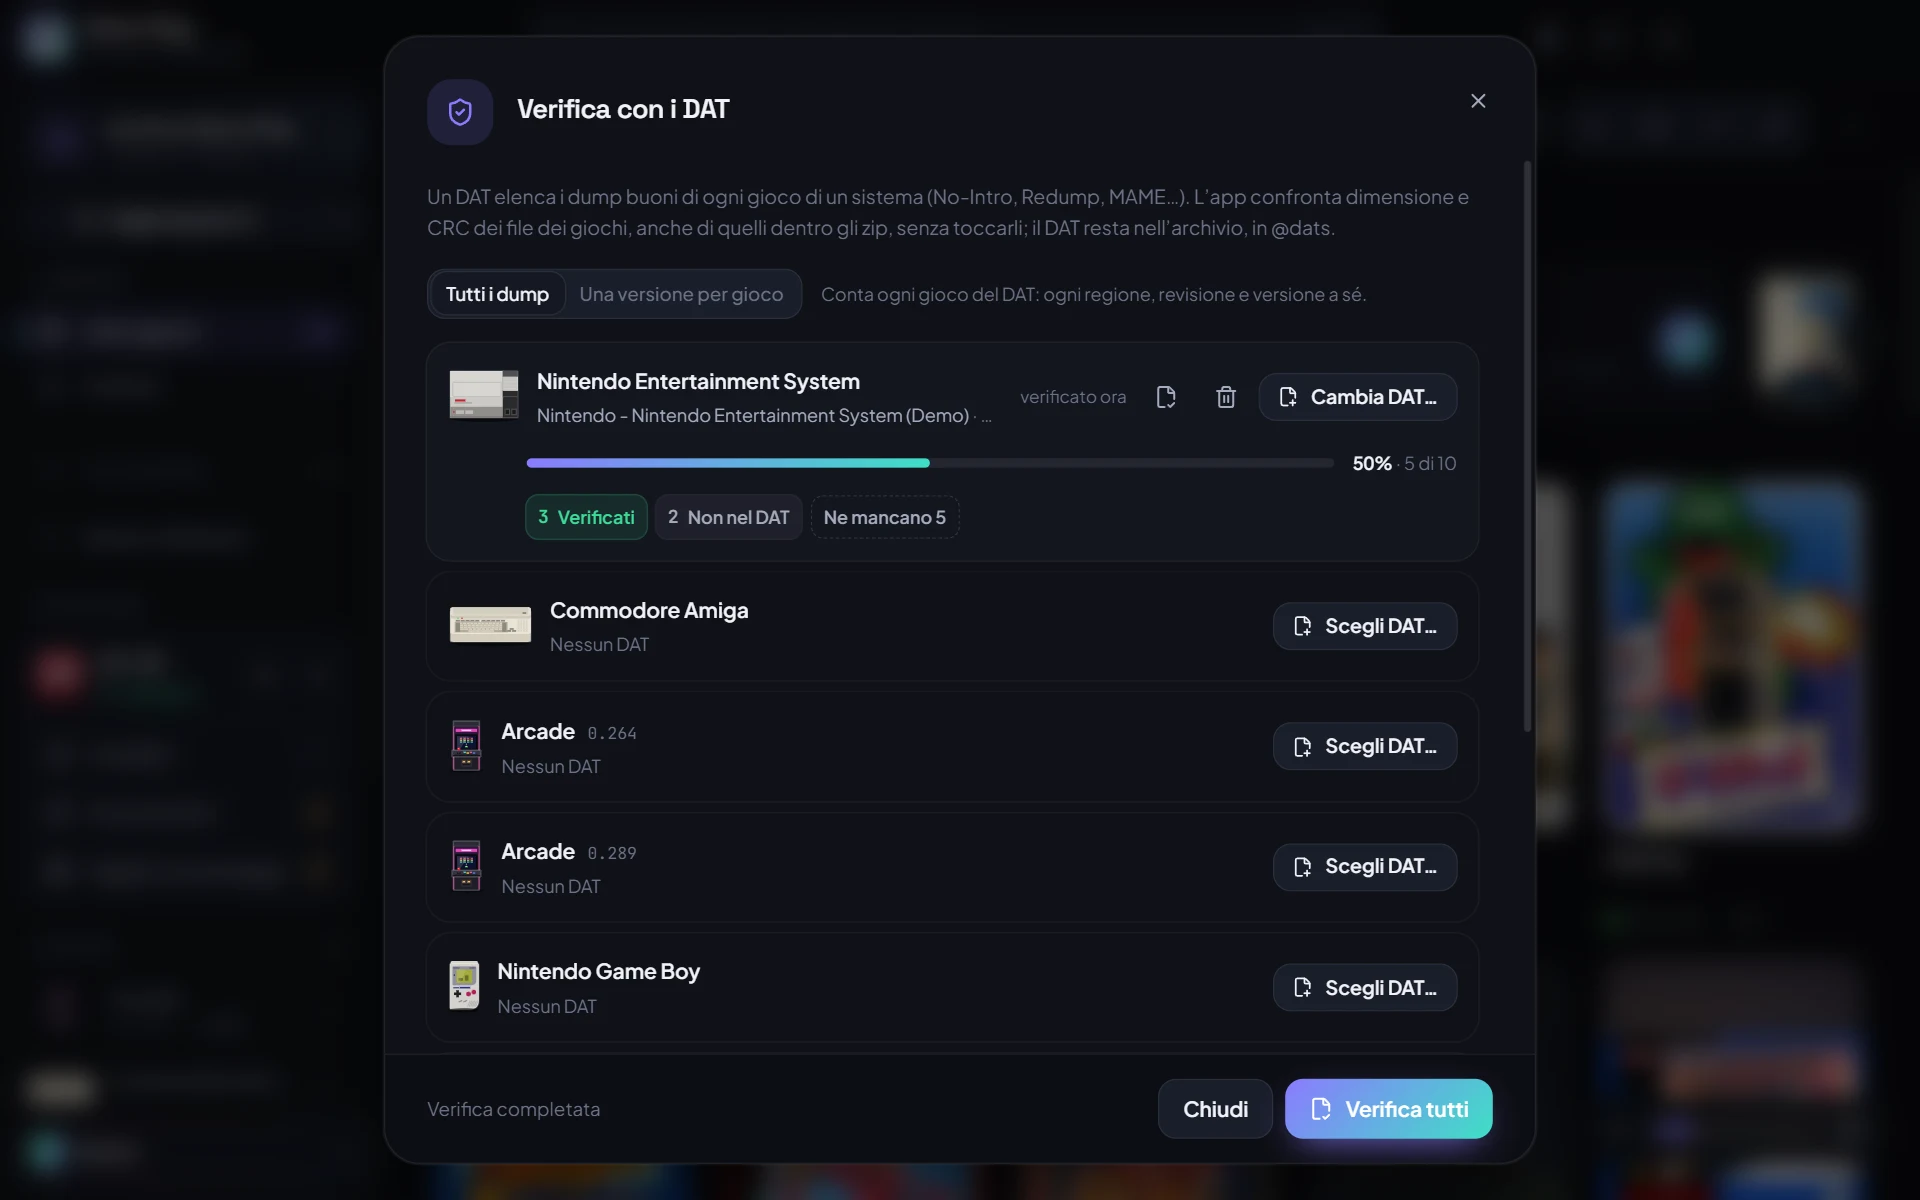 Verifica con i DAT
Un DAT elenca i dump buoni di ogni gioco di un sistema (No-Intro, Redump, MAME…). L’app confronta dimensione e
CRC dei file dei giochi, anche di quelli dentro gli zip, senza toccarli; il DAT resta nell’archivio, in @dats.
Tutti i dump
Una versione per gioco
Conta ogni gioco del DAT: ogni regione, revisione e versione a sé.
Nintendo Entertainment System
Nintendo - Nintendo Entertainment System (Demo) · …
verificato ora
Cambia DAT…
50% · 5 di 10
3 Verificati
2 Non nel DAT
Ne mancano 5
Commodore Amiga
Nessun DAT
Scegli DAT…
Arcade 0.264
Nessun DAT
Scegli DAT…
Arcade 0.289
Nessun DAT
Scegli DAT…
Nintendo Game Boy
Nessun DAT
Scegli DAT…
Verifica completata
Chiudi
Verifica tutti